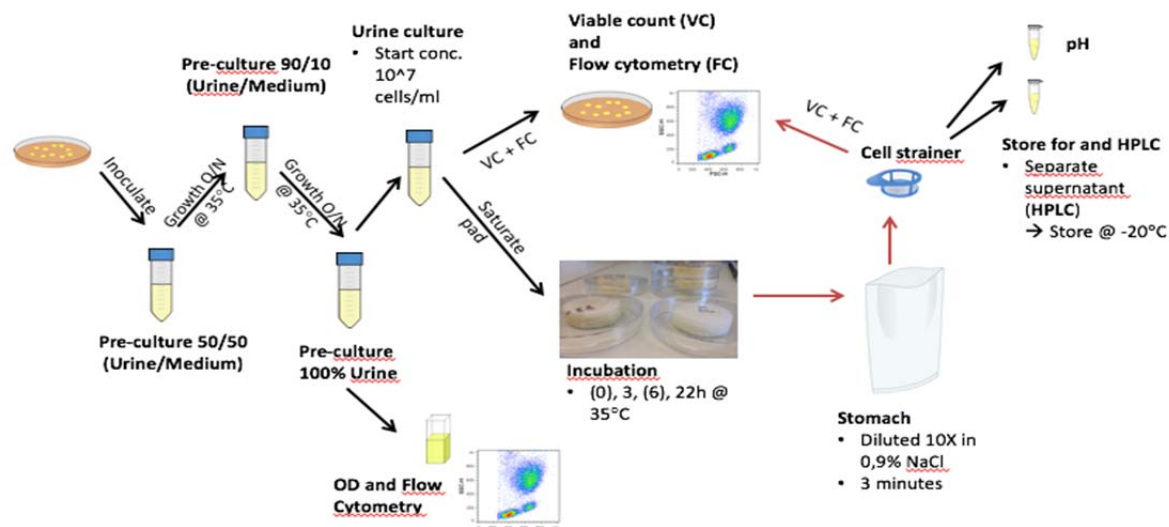 Urine culture
• Start conc.
10^7
cells/ml
Viable count (VC)
and
Flow cytometry (FC)
Pre-culture 90/10
(Urine/Medium)
Inoculate
Growth O/N
@ 35°C
Growth O/N
@ 35°C
VC + FC
Saturate
pad
VC + FC
Cell strainer
pH
Store for and HPLC
• Separate
supernatant
(HPLC)
→ Store @ -20°C
Pre-culture 50/50
(Urine/Medium)
Pre-culture
100% Urine
Incubation
• (0), 3, (6), 22h @
35°C
Stomach
• Diluted 10X in
0,9% NaCl
• 3 minutes
OD and Flow
Cytometry